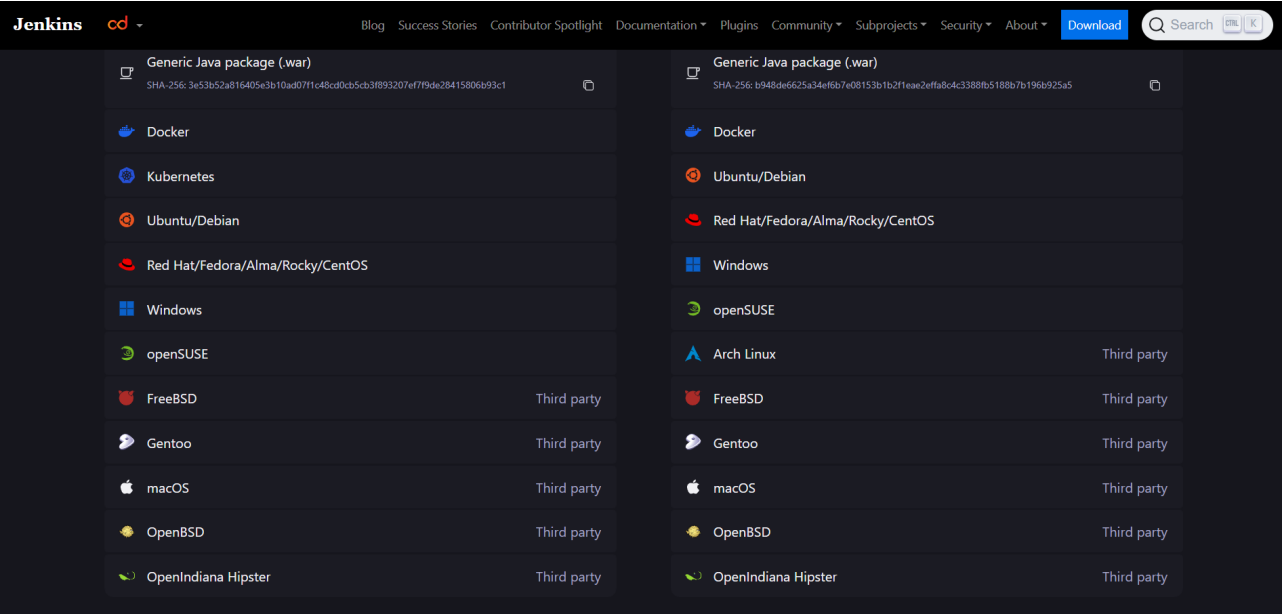 Jenkins cd Blog Success Stories Contributor Spotlight Documentation Plugins Community Subprojects Security About Download Search CTRL K
Generic Java package (.war)
SHA-256: 3e53b52a816405e3b10ad07f1c48cd0cb5cb3f893207ef7f9de28415806b93c1
Docker
Kubernetes
Ubuntu/Debian
Red Hat/Fedora/Alma/Rocky/CentOS
Windows
openSUSE
FreeBSD Third party
Gentoo Third party
macOS Third party
OpenBSD Third party
OpenIndiana Hipster Third party
Generic Java package (.war)
SHA-256: b948de6625a34ef6b7e08153b1b2f1eae2effa8c4c3388fb5188b7b196b925a5
Docker
Ubuntu/Debian
Red Hat/Fedora/Alma/Rocky/CentOS
Windows
openSUSE
Arch Linux Third party
FreeBSD Third party
Gentoo Third party
macOS Third party
OpenBSD Third party
OpenIndiana Hipster Third party